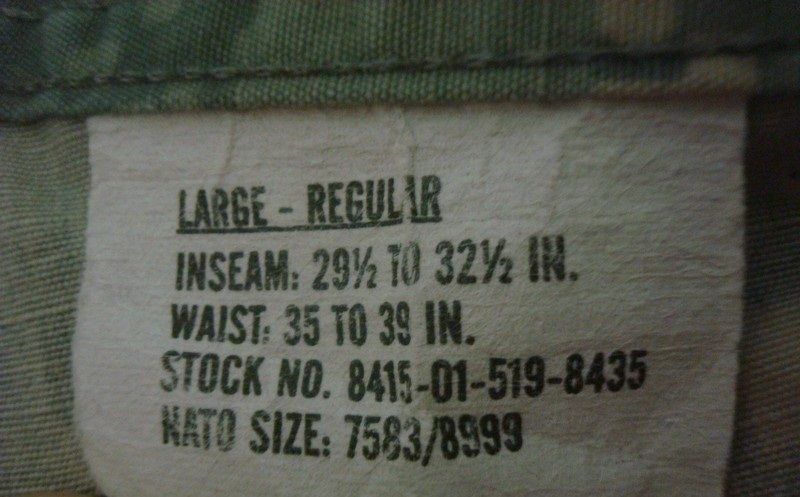 LARGE - REGULAR
INSEAM: 29½ TO 32½ IN.
WAIST: 35 TO 39 IN.
STOCK NO. 8415-01-519-8435
NATO SIZE: 7583/8999